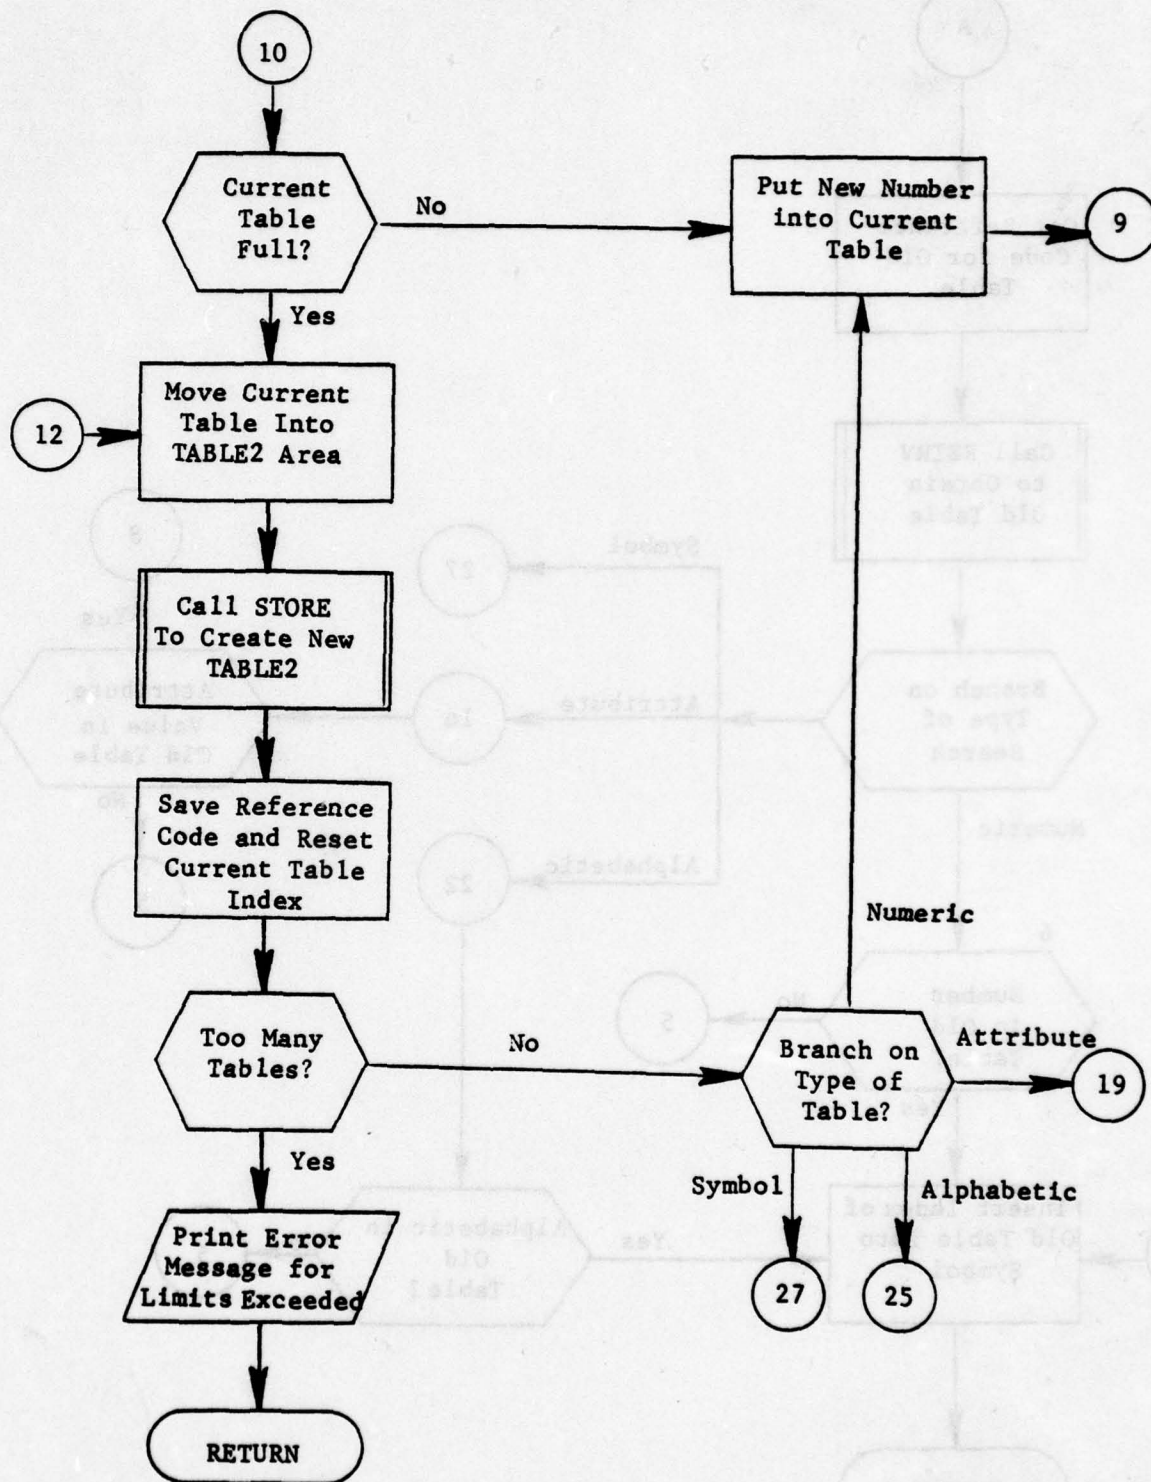 10
Current
Table
Full?
No
Put New Number
into Current
Table
9
Yes
12
Move Current
Table Into
TABLE2 Area
Call STORE
To Create New
TABLE2
Save Reference
Code and Reset
Current Table
Index
Numeric
Too Many
Tables?
No
Branch on
Type of
Table?
Attribute
19
Yes
Symbol
Alphabetic
Print Error
Message for
Limits Exceeded
27
25
RETURN